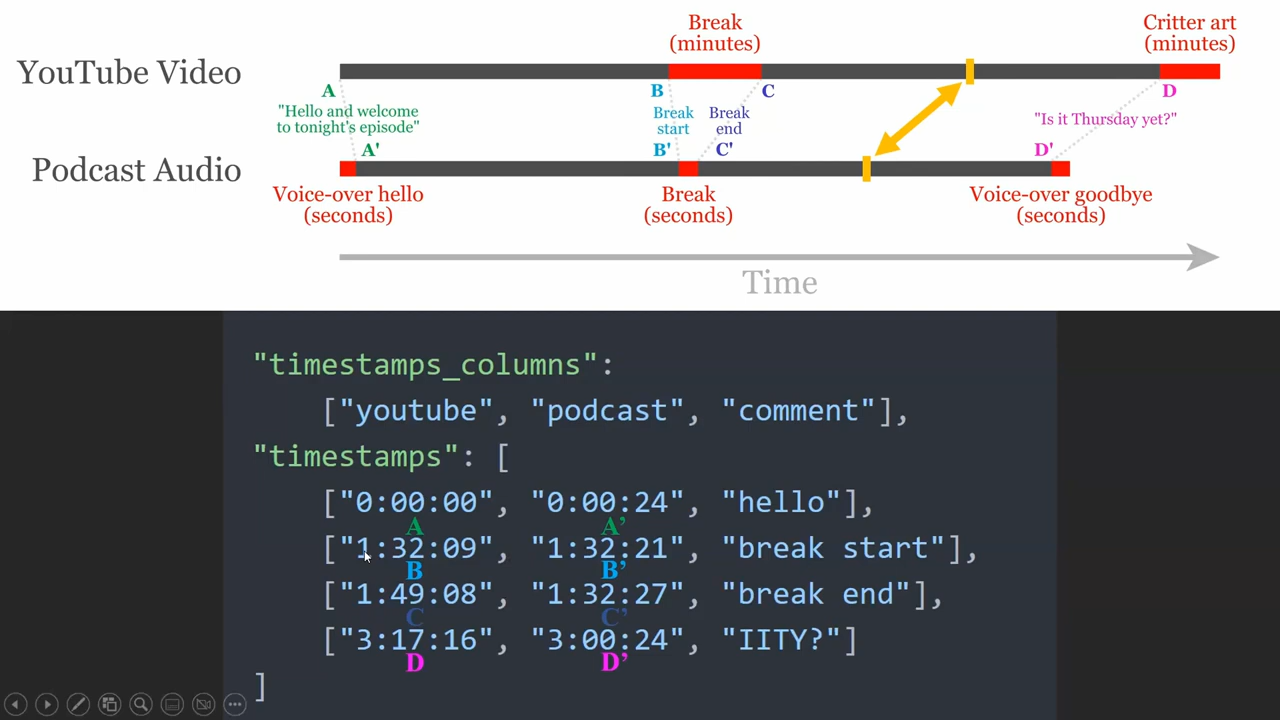 Break
(minutes)
Critter art
(minutes)
YouTube Video
A
B
C
D
"Hello and welcome
to tonight's episode"
Break
start
Break
end
"Is it Thursday yet?"
A'
B'
C'
D'
Podcast Audio
Voice-over hello
(seconds)
Break
(seconds)
Voice-over goodbye
(seconds)
Time
"timestamps_columns":
["youtube", "podcast", "comment"],
"timestamps": [
["0:00:00", "0:00:24", "hello"],
A A’
["1:32:09", "1:32:21", "break start"],
B B’
["1:49:08", "1:32:27", "break end"],
C C’
["3:17:16", "3:00:24", "IITY?"]
D D’
]